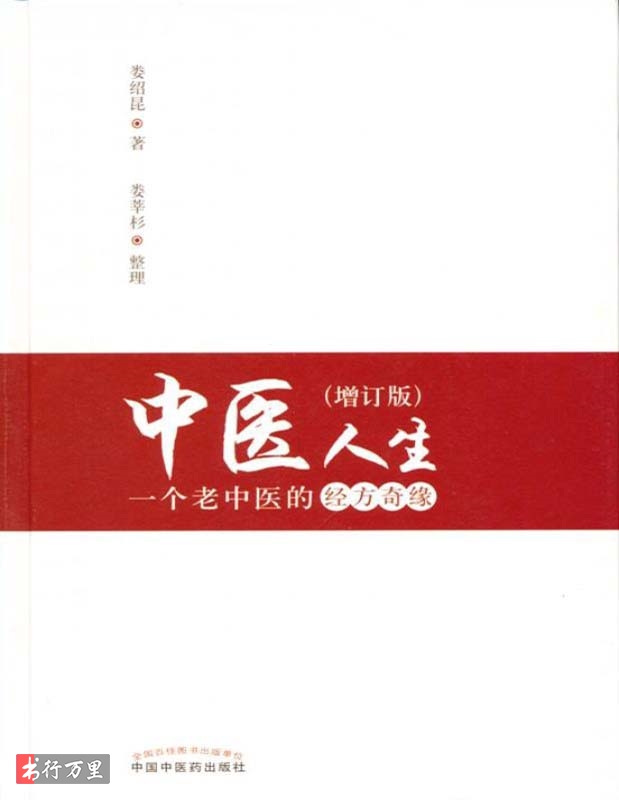 娄绍昆◉著
娄莘杉◉整理
中医人生
（增订版）
一个老中医的经方奇缘
全国百佳图书出版单位
中国中医药出版社
书行万里